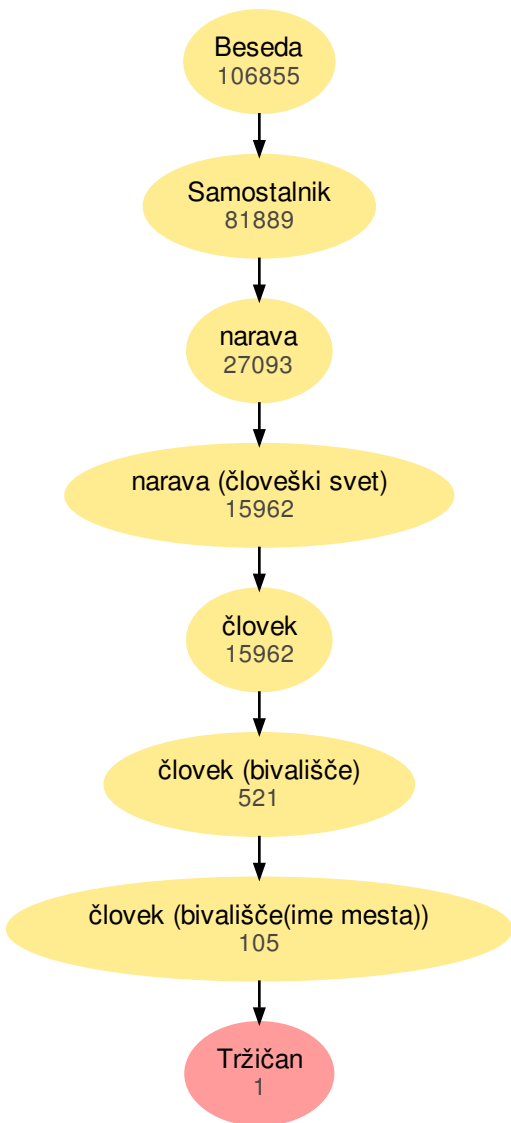 Beseda
106855
Samostalnik
81889
narava
27093
narava (človeški svet)
15962
človek
15962
človek (bivališče)
521
človek (bivališče(ime mesta))
105
Tržičan
1